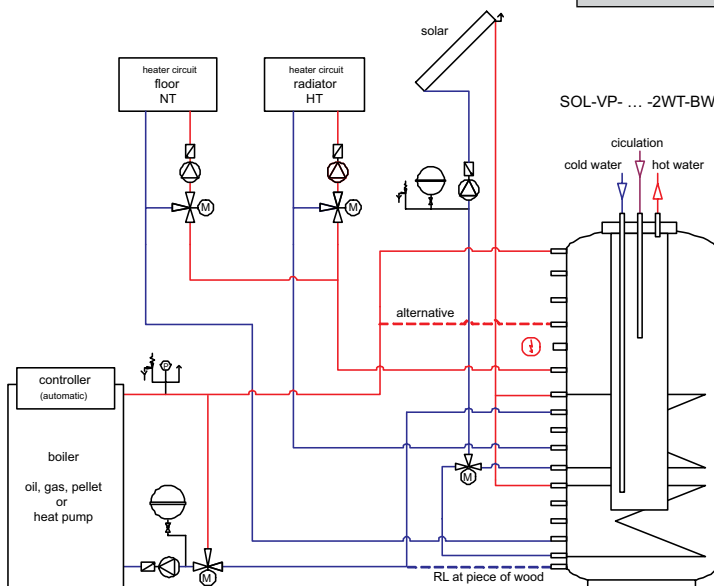 solar
heater circuit
floor
NT
heater circuit
radiator
HT
SOL-VP- ... -2WT-BW
ciculation
cold water
hot water
M
M
alternative
P
controller
(automatic)
boiler
oil, gas, pellet
or
heat pump
M
M
RL at piece of wood